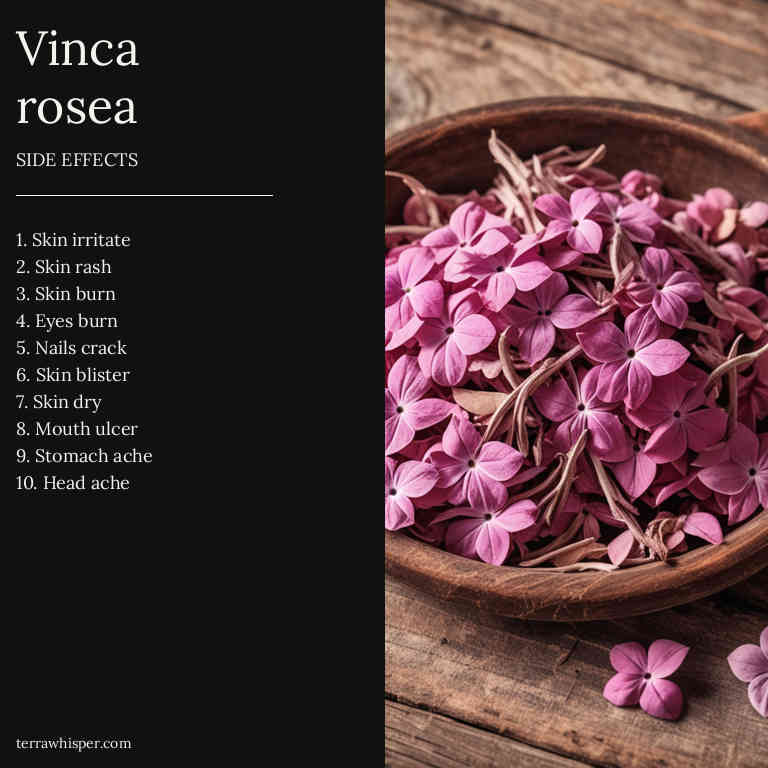 Vinca
rosea
SIDE EFFECTS
1. Skin irritate
2. Skin rash
3. Skin burn
4. Eyes burn
5. Nails crack
6. Skin blister
7. Skin dry
8. Mouth ulcer
9. Stomach ache
10. Head ache
terrawhisper.com